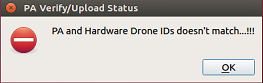 PA Verify/Upload Status
PA and Hardware Drone IDs doesn't match...!!!
OK